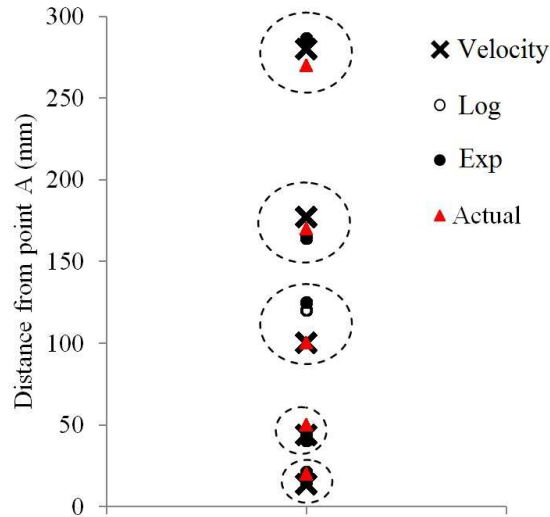 300
250
200
150
100
50
0
Distance from point A (mm)
Velocity
Log
Exp
Actual